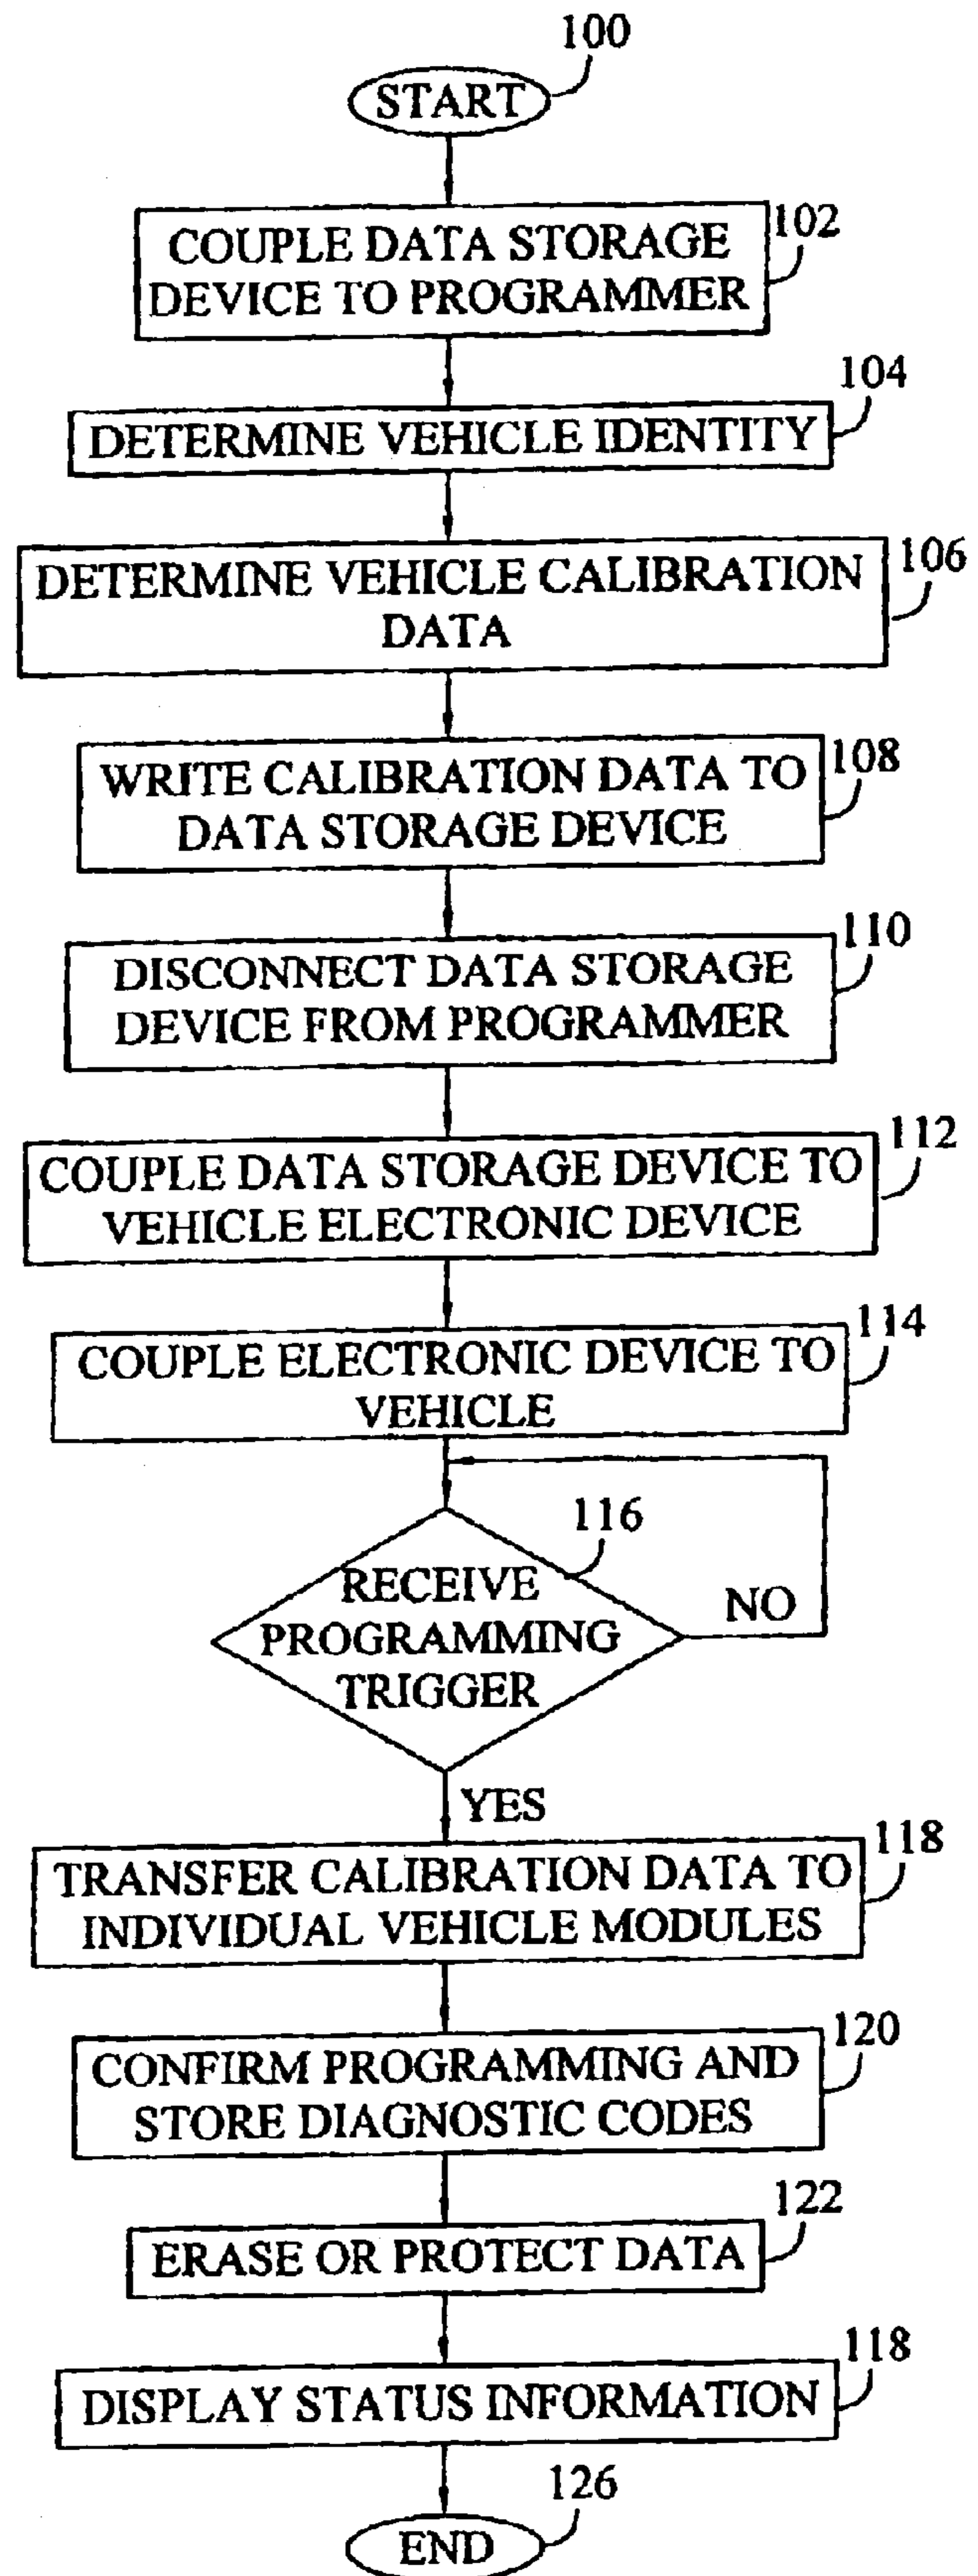 100
START
102
COUPLE DATA STORAGE
DEVICE TO PROGRAMMER
104
DETERMINE VEHICLE IDENTITY
106
DETERMINE VEHICLE CALIBRATION
DATA
108
WRITE CALIBRATION DATA TO
DATA STORAGE DEVICE
110
DISCONNECT DATA STORAGE
DEVICE FROM PROGRAMMER
112
COUPLE DATA STORAGE DEVICE TO
VEHICLE ELECTRONIC DEVICE
114
COUPLE ELECTRONIC DEVICE TO
VEHICLE
116
RECEIVE
PROGRAMMING
TRIGGER
NO
YES
118
TRANSFER CALIBRATION DATA TO
INDIVIDUAL VEHICLE MODULES
120
CONFIRM PROGRAMMING AND
STORE DIAGNOSTIC CODES
122
ERASE OR PROTECT DATA
118
DISPLAY STATUS INFORMATION
126
END